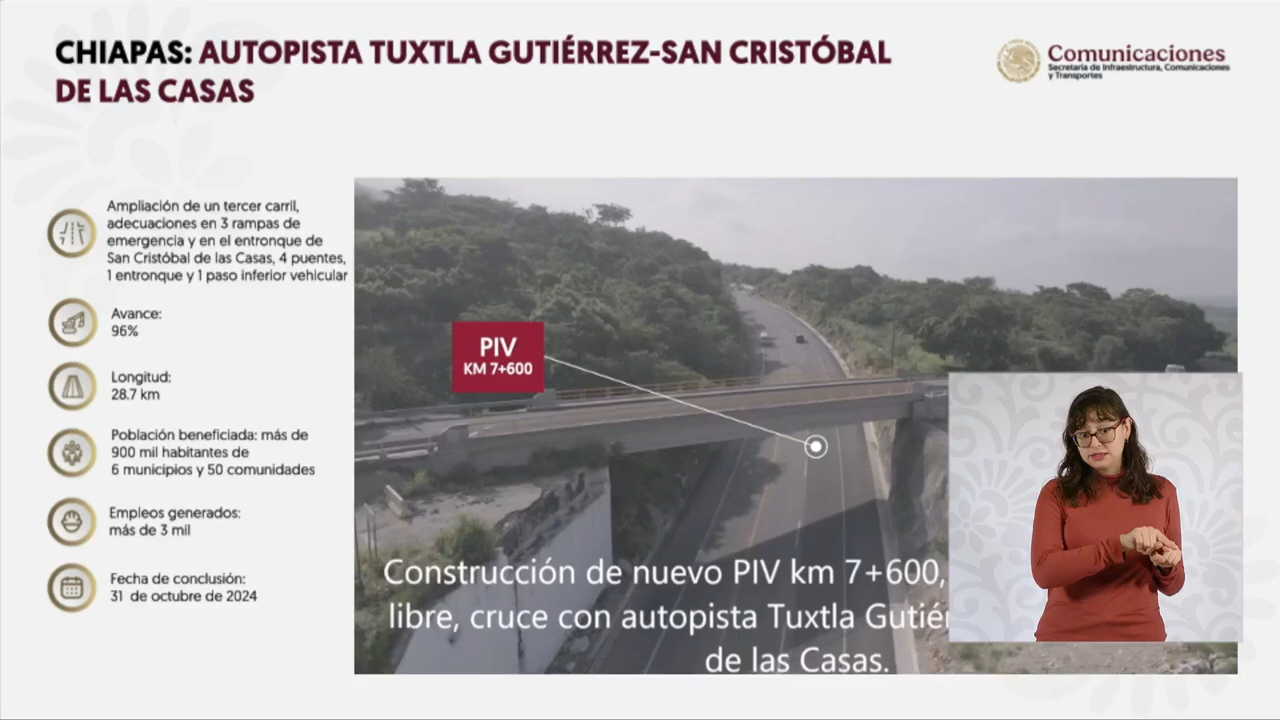 CHIAPAS: AUTOPISTA TUXTLA GUTIÉRREZ-SAN CRISTÓBAL
DE LAS CASAS
Comunicaciones
Secretaría de Infraestructura, Comunicaciones
y Transportes
Ampliación de un tercer carril,
adecuaciones en 3 rampas de
emergencia y en el entronque de
San Cristóbal de las Casas, 4 puentes,
1 entronque y 1 paso inferior vehicular
Avance:
96%
Longitud:
28.7 km
Población beneficiada: más de
900 mil habitantes de
6 municipios y 50 comunidades
Empleos generados:
más de 3 mil
Fecha de conclusión:
31 de octubre de 2024
PIV
KM 7+600
Construcción de nuevo PIV km 7+600,
libre, cruce con autopista Tuxtla
de las Casas.